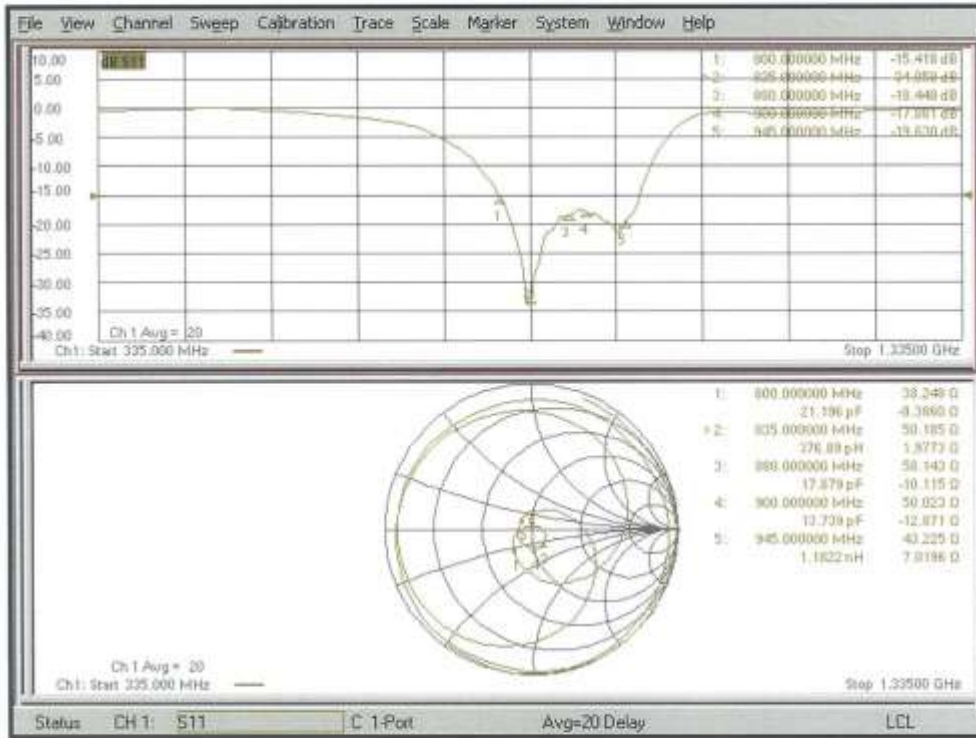 File View Channel Sweep Calibration Trace Scale Marker System Window Help
10.00 dB S11 1: 800.000000 MHz -15.418 dB
5.00 2: 835.000000 MHz dB
0.00 3: 880.000000 MHz -18.448 dB
-5.00 4: 900.000000 MHz dB
5: 945.000000 MHz -19.630 dB
-10.00
-15.00
-20.00 1 3 4 5
-25.00
-30.00
-35.00
-40.00 Ch 1 Avg = 20
Ch1: Start 335.000 MHz Stop 1.33500 GHz
1: 800.000000 MHz 38.248 Ω
21.196 pF -9.3860 Ω
2: 835.000000 MHz 50.185 Ω
376.89 pH 1.9773 Ω
3: 880.000000 MHz 58.143 Ω
17.879 pF -10.115 Ω
4: 900.000000 MHz 50.023 Ω
13.739 pF -12.871 Ω
5: 945.000000 MHz 43.225 Ω
1.1822 nH Ω
Ch 1 Avg = 20
Ch1: Start 335.000 MHz Stop 1.33500 GHz
Status CH 1: S11 C 1-Port Avg=20 Delay LCL